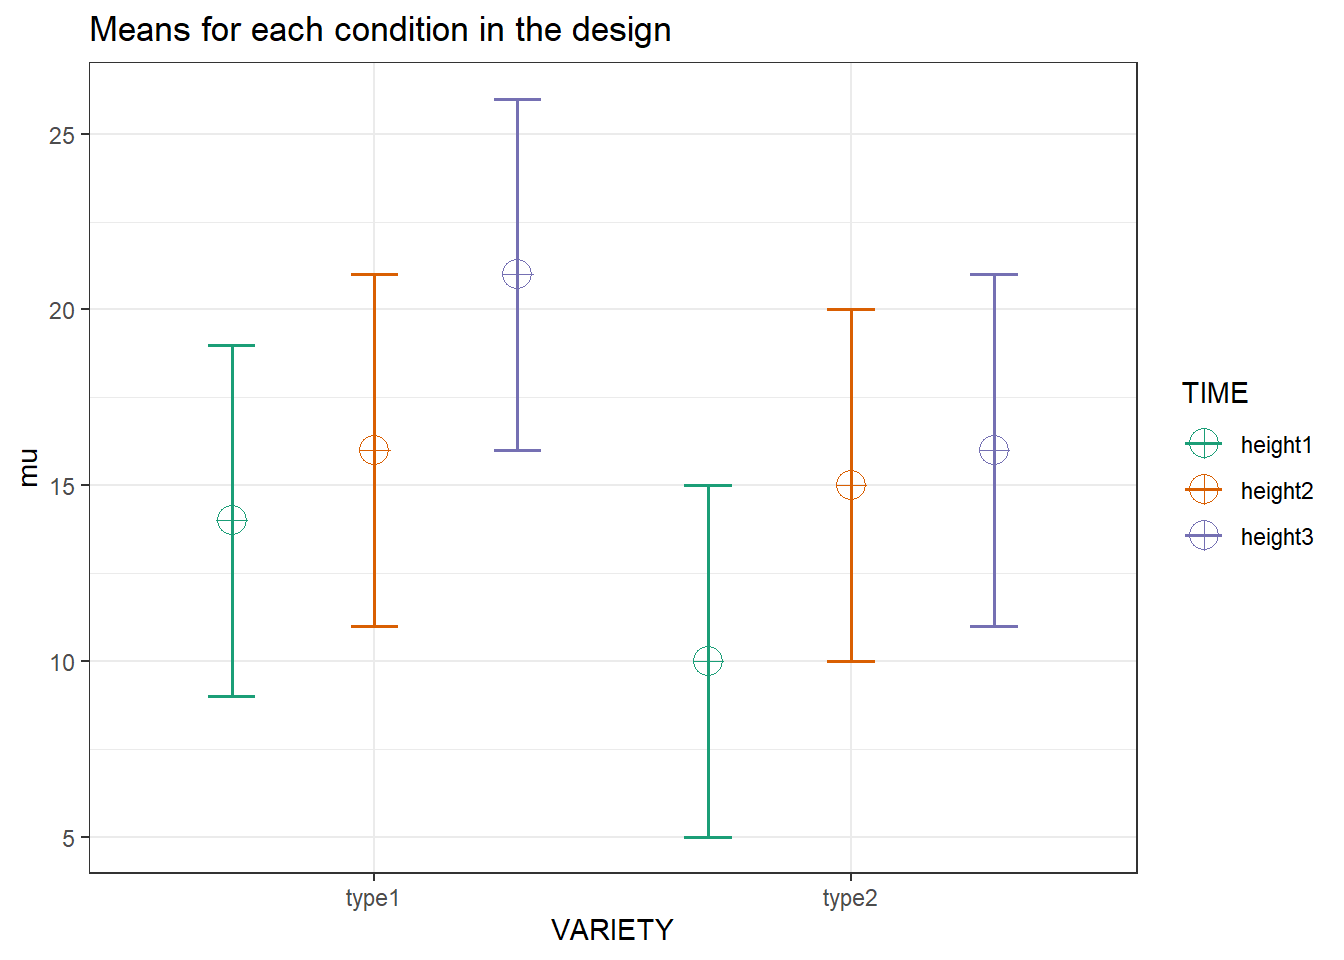 Means for each condition in the design
25
20
15
10
5
mu
type1
type2
VARIETY
TIME
height1
height2
height3